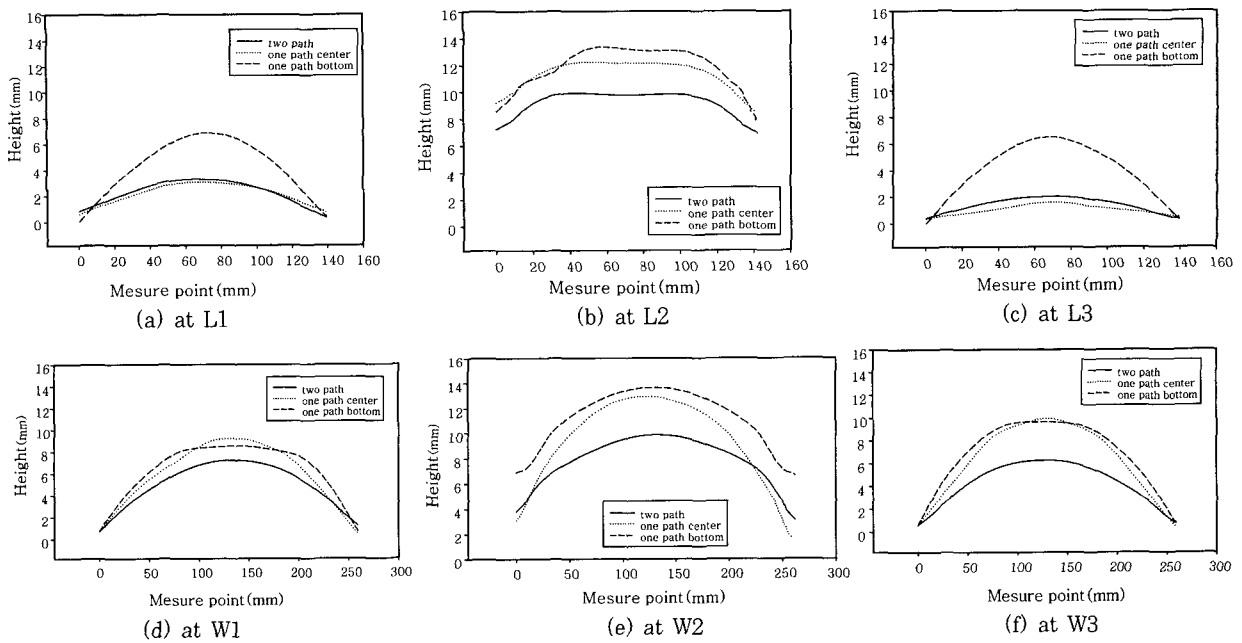 16
14
12
10
8
6
4
2
0
Height(mm)
two path
one path center
one path bottom
0 20 40 60 80 100 120 140 160
Mesure point(mm)
(a) at L1
16
14
12
10
8
6
4
2
0
Height(mm)
two path
one path center
one path bottom
0 20 40 60 80 100 120 140 160
Mesure point(mm)
(b) at L2
16
14
12
10
8
6
4
2
0
Height(mm)
two path
one path center
one path bottom
0 20 40 60 80 100 120 140 160
Mesure point(mm)
(c) at L3
16
14
12
10
8
6
4
2
0
Height(mm)
two path
one path center
one path bottom
0 50 100 150 200 250 300
Mesure point(mm)
(d) at W1
16
14
12
10
8
6
4
2
0
Height(mm)
two path
one path center
one path bottom
0 50 100 150 200 250 300
Mesure point(mm)
(e) at W2
16
14
12
10
8
6
4
2
0
Height(mm)
two path
one path center
one path bottom
0 50 100 150 200 250 300
Mesure point(mm)
(f) at W3